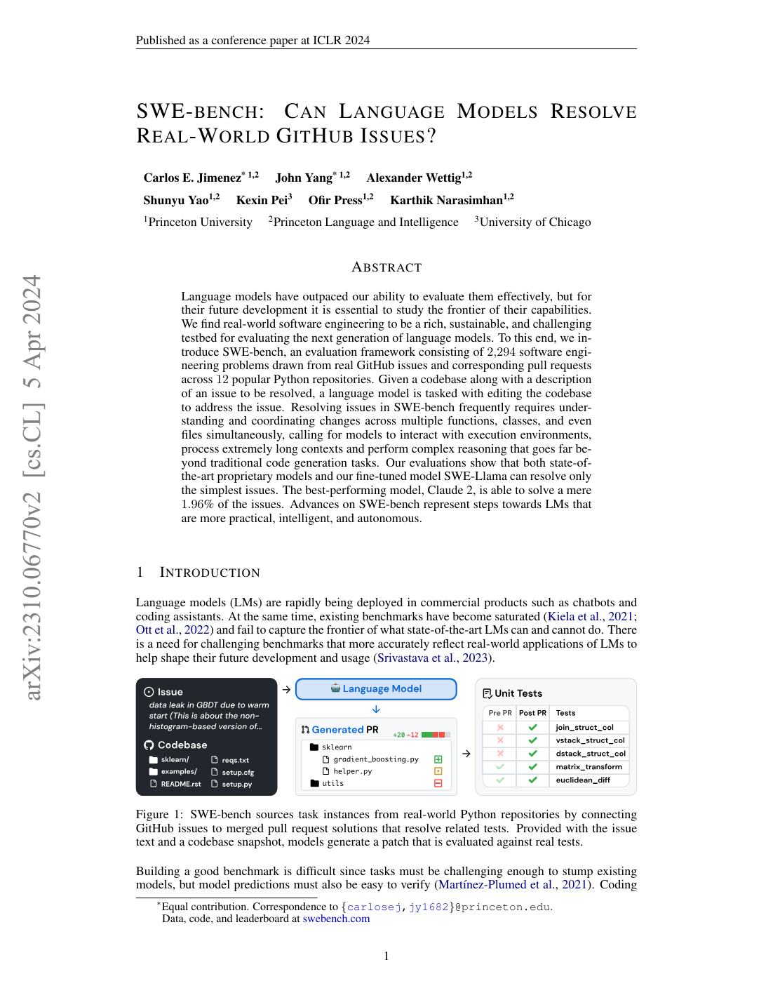 Published as a conference paper at ICLR 2024
SWE-BENCH: CAN LANGUAGE MODELS RESOLVE
REAL-WORLD GITHUB ISSUES?
Carlos E. Jimenez* 1,2 John Yang* 1,2 Alexander Wettig1,2
Shunyu Yao1,2 Kexin Pei3 Ofir Press1,2 Karthik Narasimhan1,2
1Princeton University 2Princeton Language and Intelligence 3University of Chicago
ABSTRACT
Language models have outpaced our ability to evaluate them effectively, but for
their future development it is essential to study the frontier of their capabilities.
We find real-world software engineering to be a rich, sustainable, and challenging
testbed for evaluating the next generation of language models. To this end, we in-
troduce SWE-bench, an evaluation framework consisting of 2,294 software engi-
neering problems drawn from real GitHub issues and corresponding pull requests
across 12 popular Python repositories. Given a codebase along with a description
of an issue to be resolved, a language model is tasked with editing the codebase
to address the issue. Resolving issues in SWE-bench frequently requires under-
standing and coordinating changes across multiple functions, classes, and even
files simultaneously, calling for models to interact with execution environments,
process extremely long contexts and perform complex reasoning that goes far be-
yond traditional code generation tasks. Our evaluations show that both state-of-
the-art proprietary models and our fine-tuned model SWE-Llama can resolve only
the simplest issues. The best-performing model, Claude 2, is able to solve a mere
1.96% of the issues. Advances on SWE-bench represent steps towards LMs that
are more practical, intelligent, and autonomous.
1 INTRODUCTION
Language models (LMs) are rapidly being deployed in commercial products such as chatbots and
coding assistants. At the same time, existing benchmarks have become saturated (Kiela et al., 2021;
Ott et al., 2022) and fail to capture the frontier of what state-of-the-art LMs can and cannot do. There
is a need for challenging benchmarks that more accurately reflect real-world applications of LMs to
help shape their future development and usage (Srivastava et al., 2023).
Issue
data leak in GBDT due to warm
start (This is about the non-
histogram-based version of...
Codebase
sklearn/ reqs.txt
examples/ setup.cfg
README.rst setup.py
Language Model
Generated PR +20 -12
sklearn
gradient_boosting.py
helper.py
utils
Unit Tests
Pre PR Post PR Tests
join_struct_col
vstack_struct_col
dstack_struct_col
matrix_transform
euclidean_diff
Figure 1: SWE-bench sources task instances from real-world Python repositories by connecting
GitHub issues to merged pull request solutions that resolve related tests. Provided with the issue
text and a codebase snapshot, models generate a patch that is evaluated against real tests.
Building a good benchmark is difficult since tasks must be challenging enough to stump existing
models, but model predictions must also be easy to verify (Martínez-Plumed et al., 2021). Coding
*Equal contribution. Correspondence to {carlosej,jy1682}@princeton.edu.
Data, code, and leaderboard at swebench.com
1
arXiv:2310.06770v2 [cs.CL] 5 Apr 2024